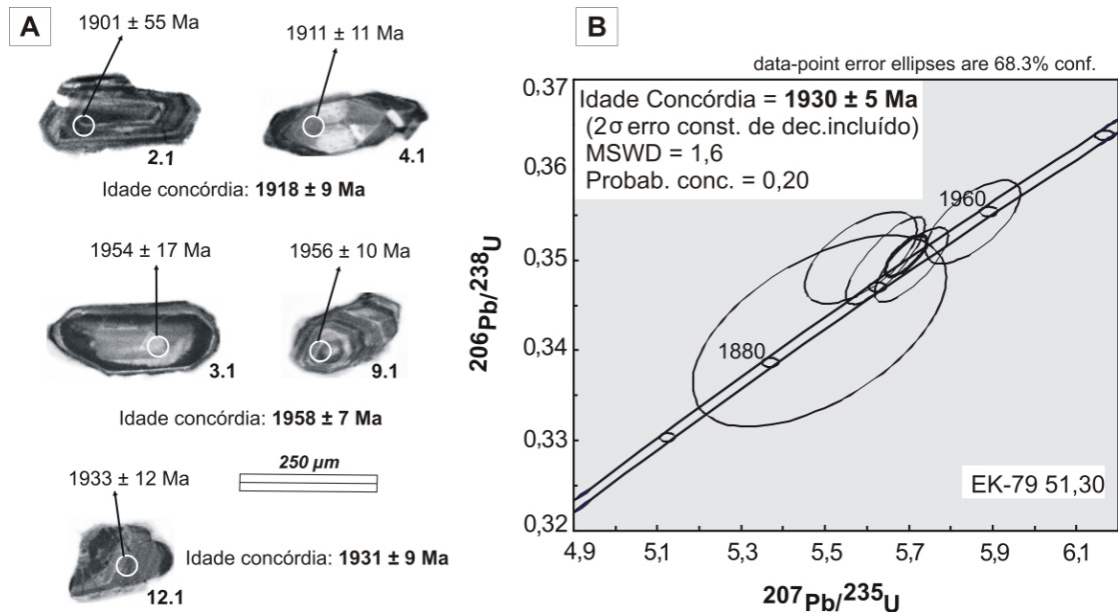 A
1901 ± 55 Ma
1911 ± 11 Ma
2.1
4.1
Idade concórdia: 1918 ± 9 Ma
1954 ± 17 Ma
1956 ± 10 Ma
3.1
9.1
Idade concórdia: 1958 ± 7 Ma
250 µm
1933 ± 12 Ma
Idade concórdia: 1931 ± 9 Ma
12.1
B
data-point error ellipses are 68.3% conf.
Idade Concórdia = 1930 ± 5 Ma
(2σ erro const. de dec.incluído)
MSWD = 1,6
Probab. conc. = 0,20
0,37
0,36
0,35
0,34
0,33
0,32
206Pb/238U
1960
1880
EK-79 51,30
4,9 5,1 5,3 5,5 5,7 5,9 6,1
207Pb/235U